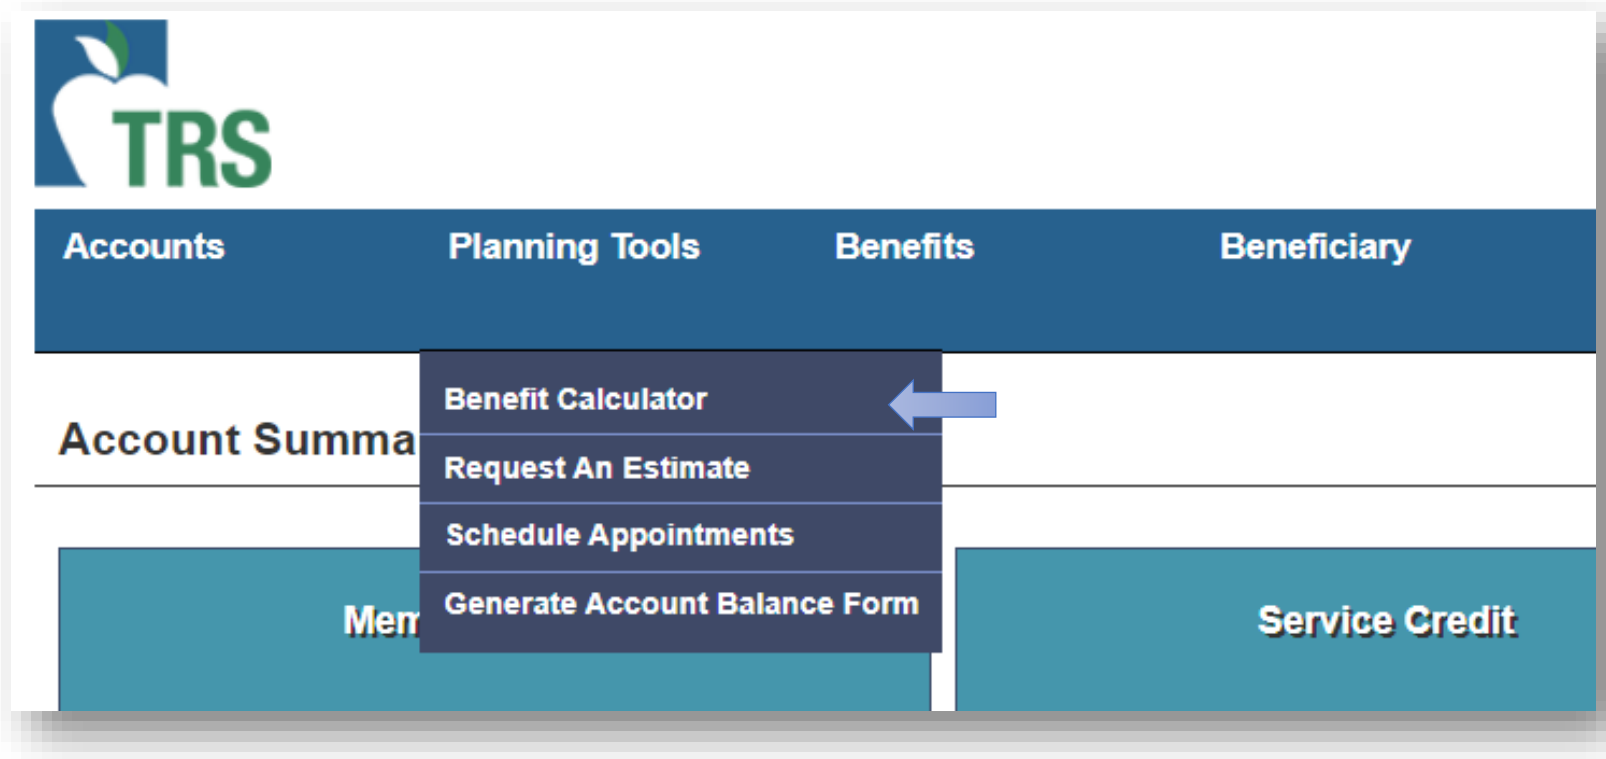 TRS
Accounts Planning Tools Benefits Beneficiary
Benefit Calculator
Account Summa
Request An Estimate
Schedule Appointments
Generate Account Balance Form
Mem
Service Credit